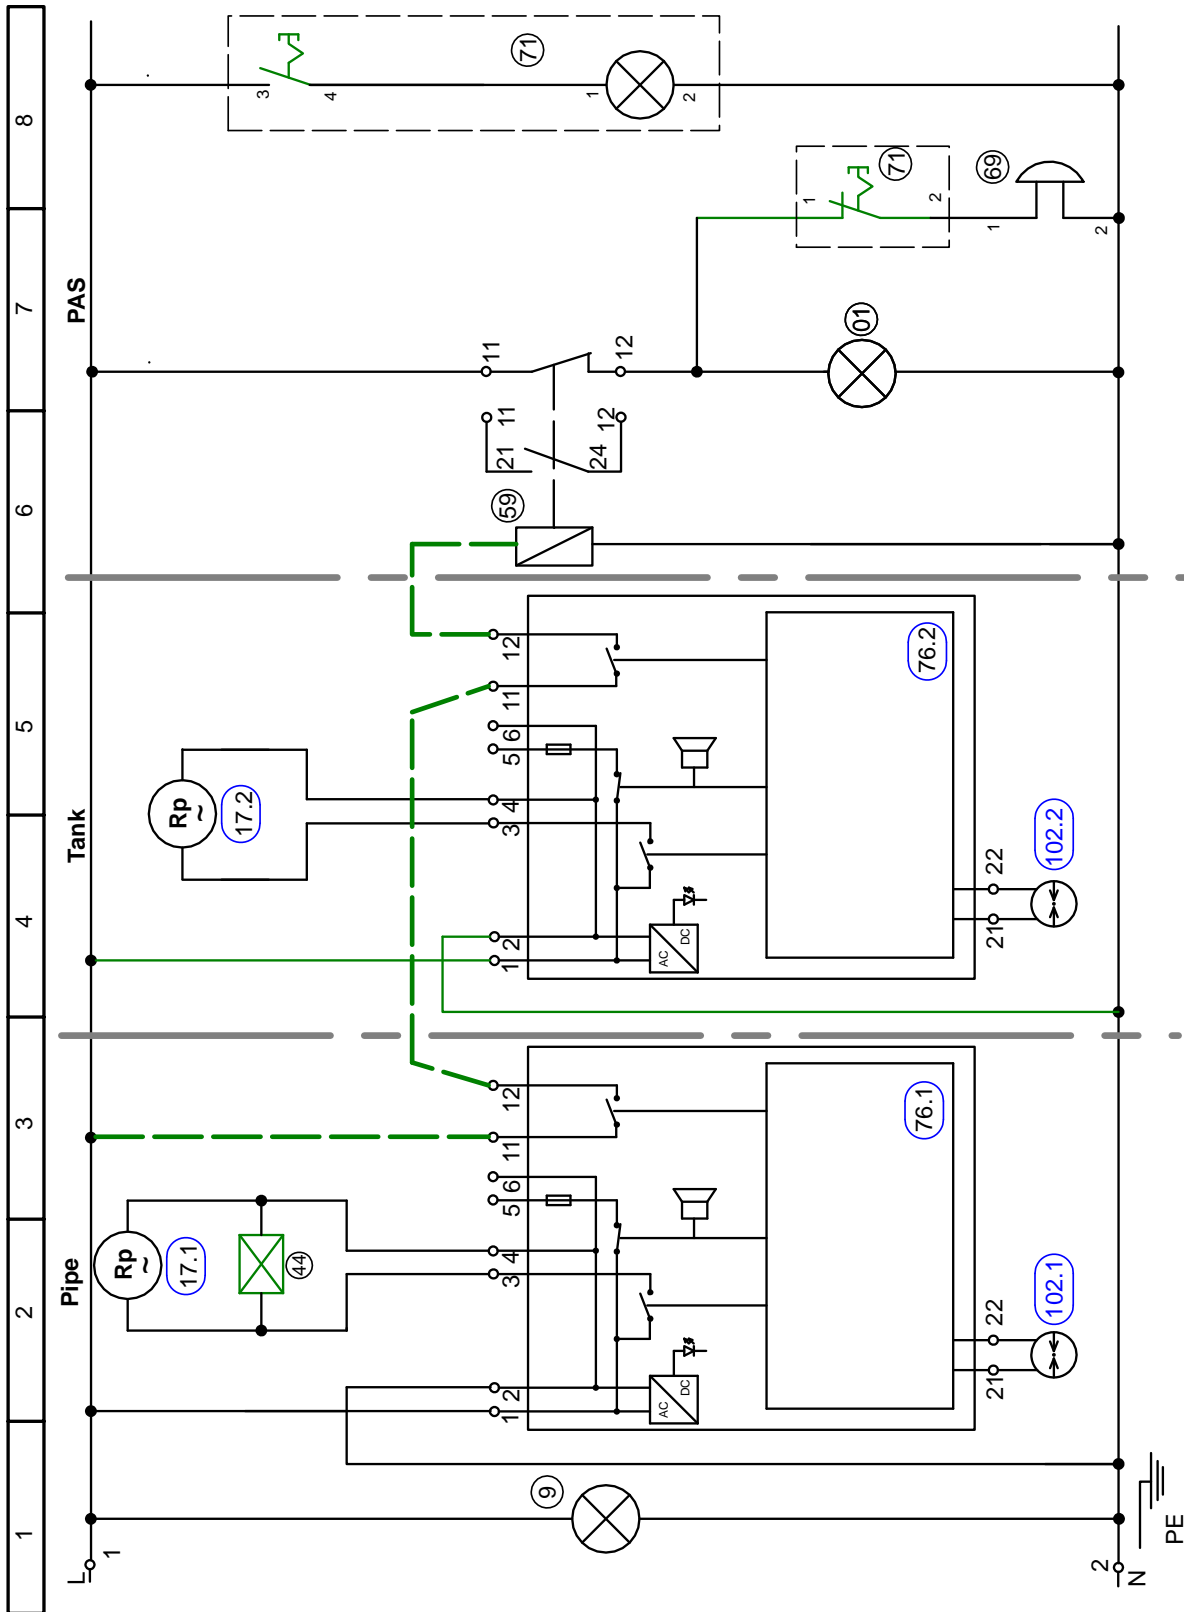 1 2 3 4 5 6 7 8
Pipe Tank PAS
L 1
Rp ~ Rp ~
17.1 17.2
3 4
44
71
9
59
1 2 3 4 5 6 11 12
1 2 3 4 5 6 11 12
21 11
11
24 12
12
1 2
AC
DC
AC
DC
1 2
71
01
76.1
76.2
69
1 2
21 22
21 22
102.1
102.2
2
N
PE